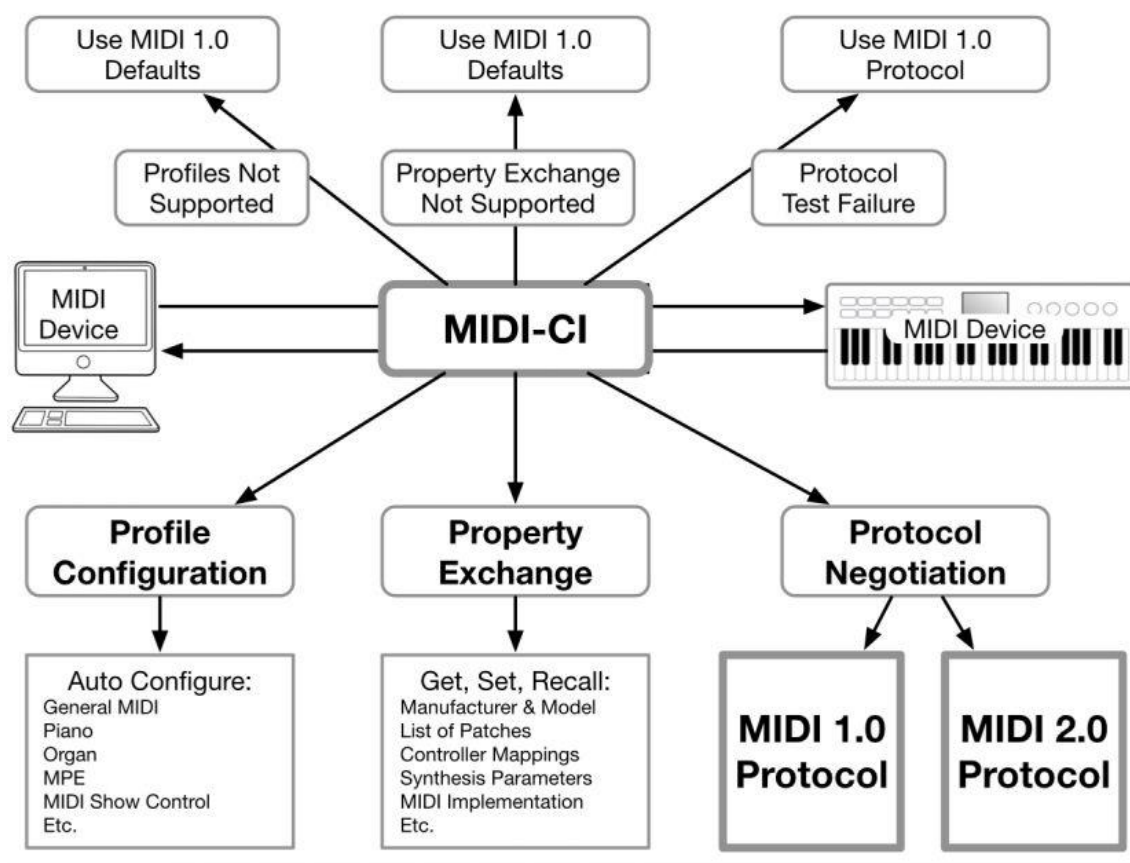 Use MIDI 1.0
Defaults
Use MIDI 1.0
Defaults
Use MIDI 1.0
Protocol
Profiles Not
Supported
Property Exchange
Not Supported
Protocol
Test Failure
MIDI
Device
MIDI-CI
MIDI Device
Profile
Configuration
Property
Exchange
Protocol
Negotiation
Auto Configure:
General MIDI
Piano
Organ
MPE
MIDI Show Control
Etc.
Get, Set, Recall:
Manufacturer & Model
List of Patches
Controller Mappings
Synthesis Parameters
MIDI Implementation
Etc.
MIDI 1.0
Protocol
MIDI 2.0
Protocol